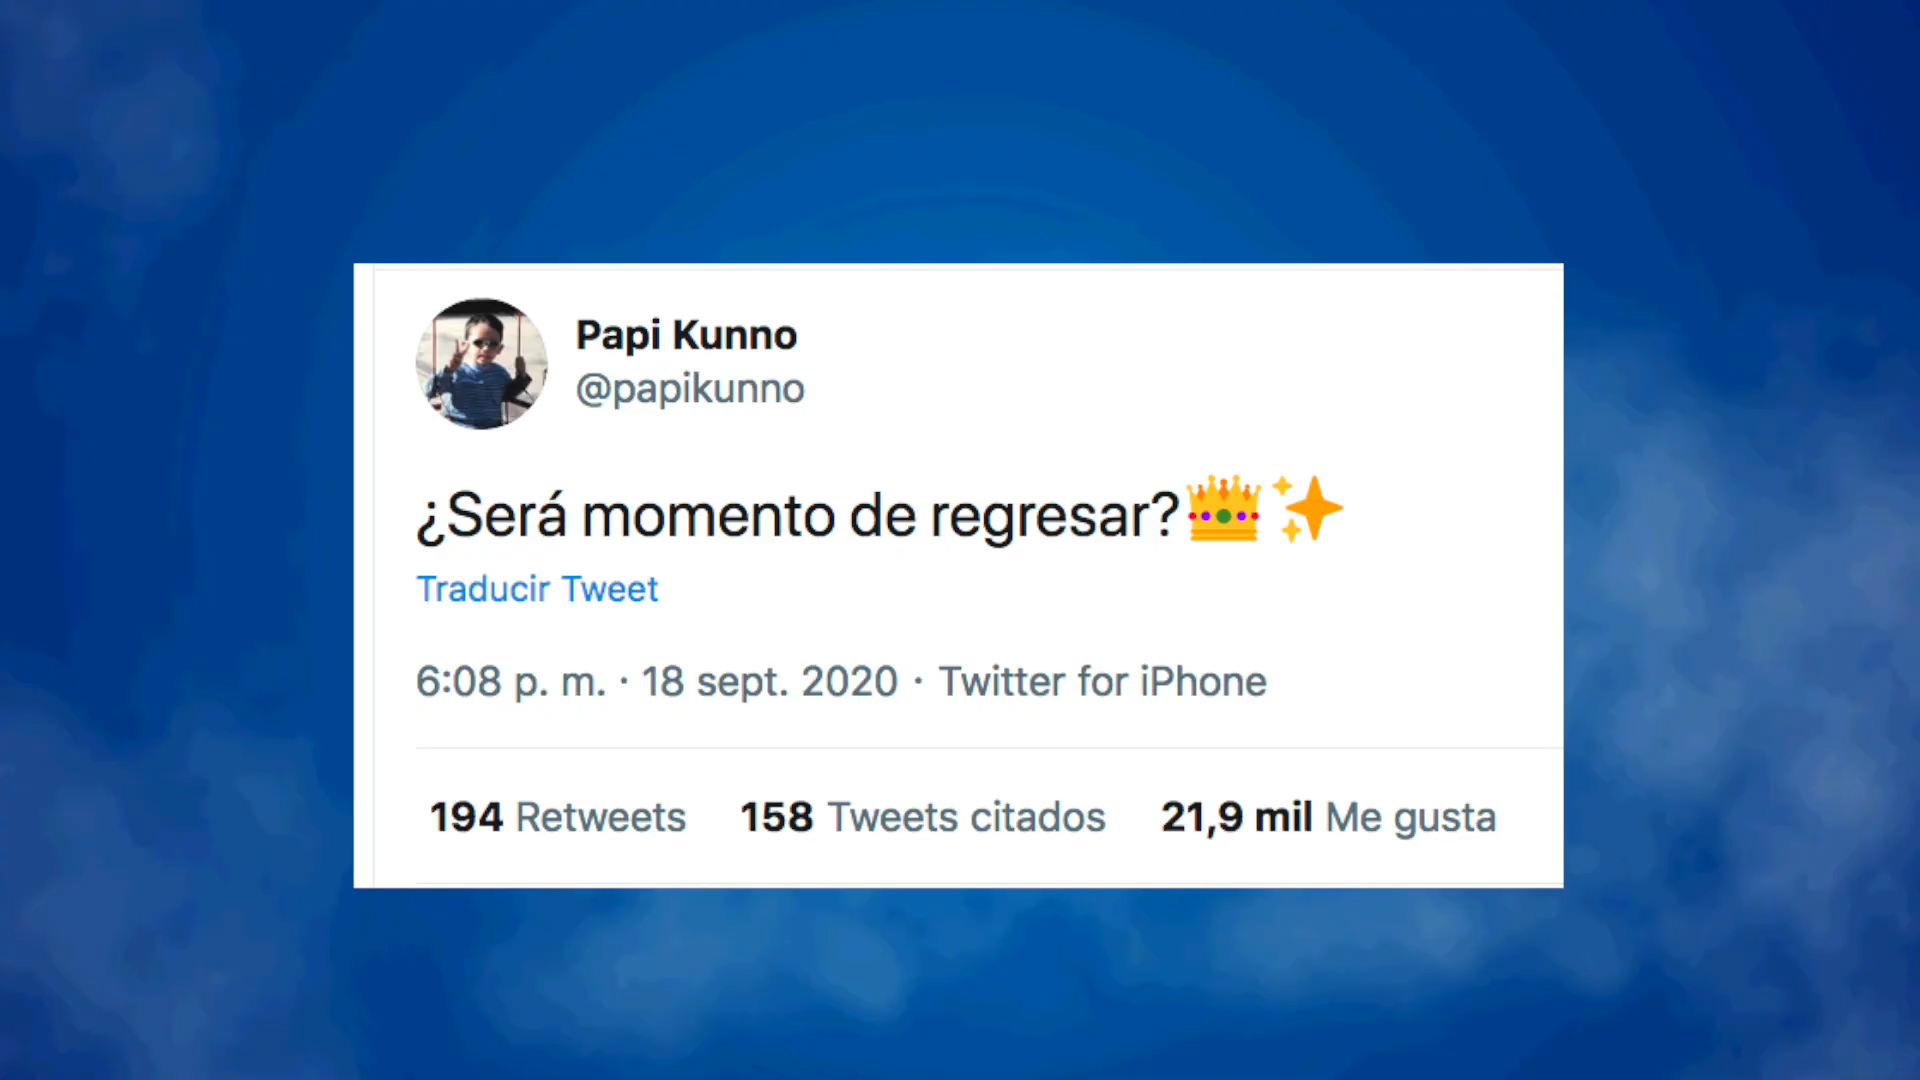 Papi Kunno
@papikunno
¿Será momento de regresar?👑✨
Traducir Tweet
6:08 p. m. · 18 sept. 2020 · Twitter for iPhone
194 Retweets 158 Tweets citados 21,9 mil Me gusta